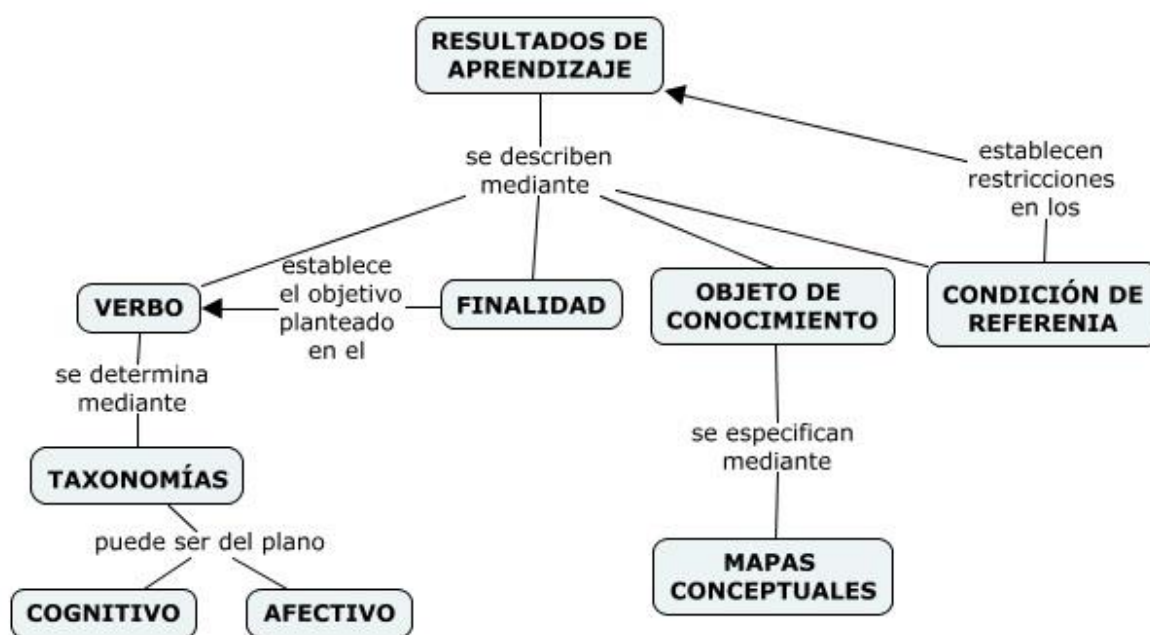 RESULTADOS DE
APRENDIZAJE
se describen
mediante
establecen
restricciones
en los
VERBO
establece
el objetivo
planteado
en el
FINALIDAD
OBJETO DE
CONOCIMIENTO
CONDICIÓN DE
REFERENIA
se determina
mediante
se especifican
mediante
TAXONOMÍAS
puede ser del plano
COGNITIVO
AFECTIVO
MAPAS
CONCEPTUALES